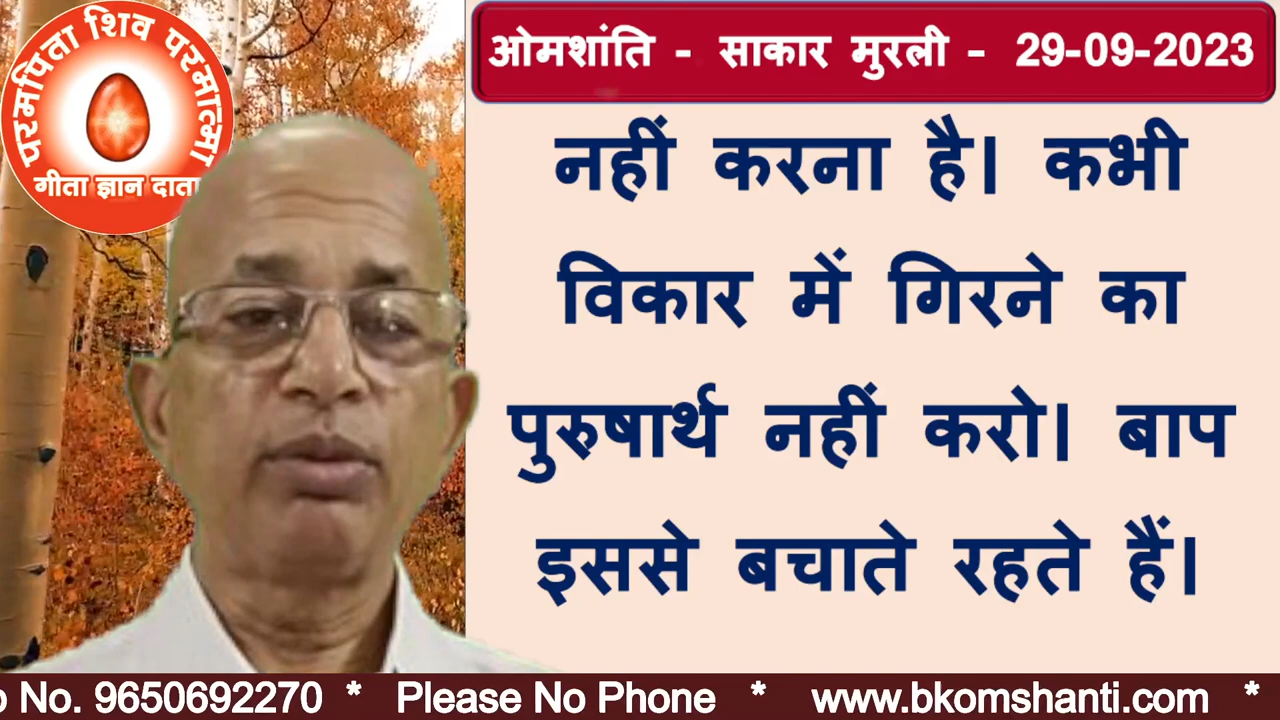 परमपिता शिव परमात्मा
गीता ज्ञान दाता
ओमशांति - साकार मुरली - 29-09-2023
नहीं करना है। कभी
विकार में गिरने का
पुरुषार्थ नहीं करो। बाप
इससे बचाते रहते हैं।
No. 9650692270 * Please No Phone * www.bkomshanti.com *